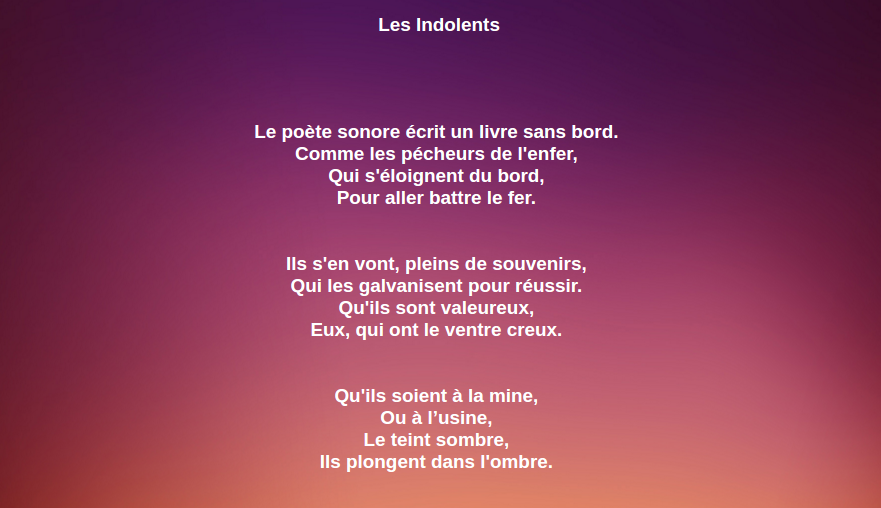 Les Indolents
Le poète sonore écrit un livre sans bord.
Comme les pécheurs de l'enfer,
Qui s'éloignent du bord,
Pour aller battre le fer.
Ils s'en vont, pleins de souvenirs,
Qui les galvanisent pour réussir.
Qu'ils sont valeureux,
Eux, qui ont le ventre creux.
Qu'ils soient à la mine,
Ou à l’usine,
Le teint sombre,
Ils plongent dans l'ombre.